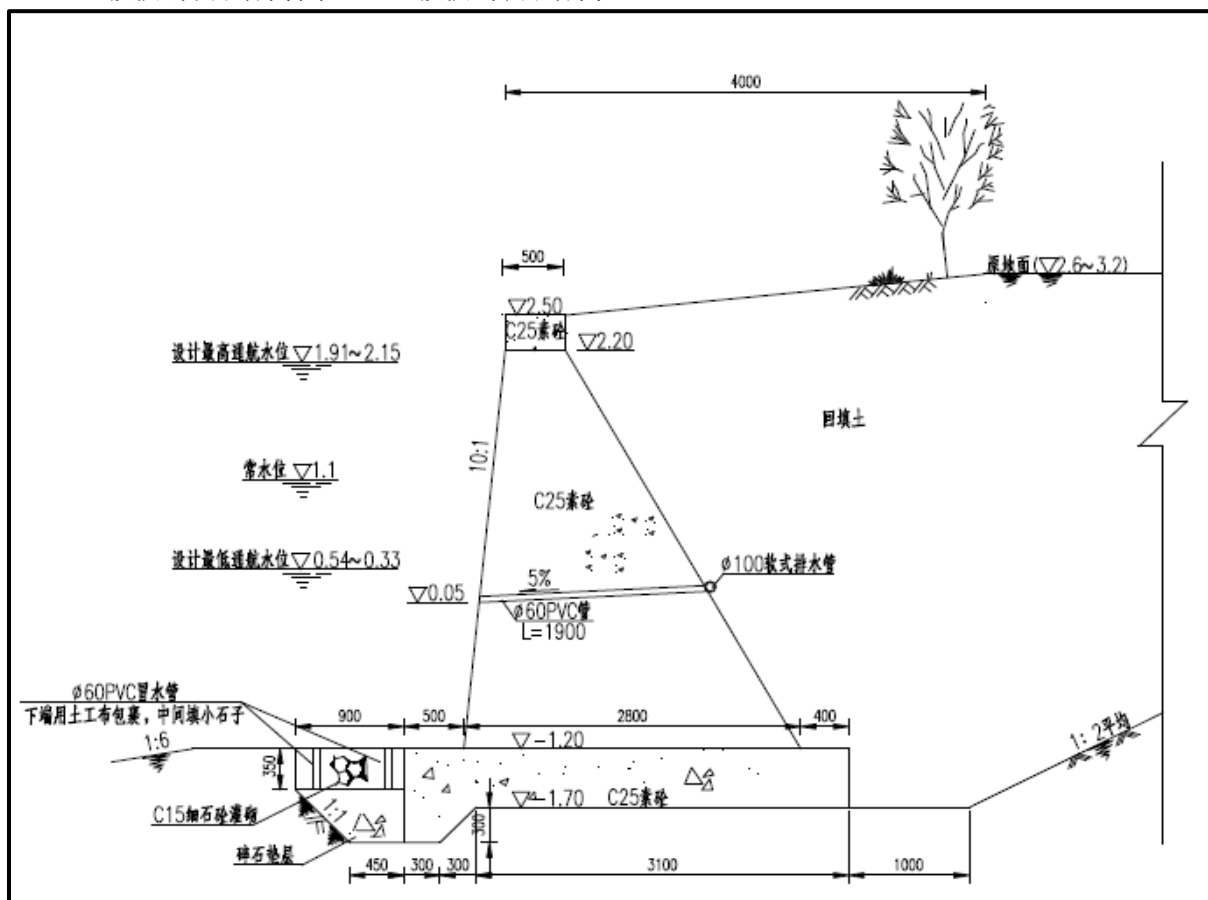 4000
500
原地面(▽2.6~3.2)
▽2.50
C25素砼
▽2.20
设计最高通航水位▽1.91~2.15
回填土
10:1
常水位▽1.1
C25素砼
设计最低通航水位▽0.54~0.33
ø100软式排水管
5%
▽0.05
ø60PVC管
L=1900
ø60PVC冒水管
下端用土工布包裹，中间填小石子
900
500
2800
400
1:6
▽-1.20
1:2平均
350
C15细石砼灌砌
1:1
▽-1.70
C25素砼
300
碎石垫层
450
300
300
3100
1000